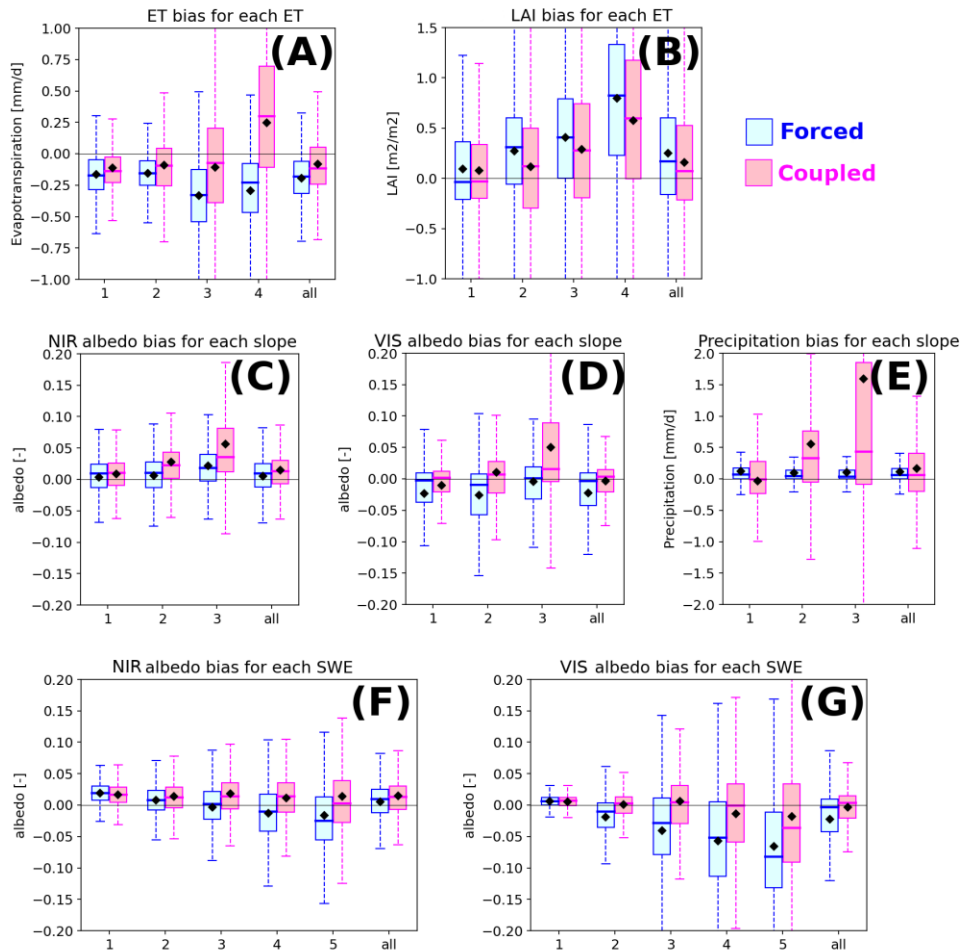 ET bias for each ET
LAI bias for each ET
(A)
(B)
Evapotranspiration [mm/d]
LAI [m2/m2]
1.00
0.75
0.50
0.25
0.00
−0.25
−0.50
−0.75
−1.00
1 2 3 4 all
1.5
1.0
0.5
0.0
−0.5
−1.0
1 2 3 4 all
Forced
Coupled
NIR albedo bias for each slope
VIS albedo bias for each slope
Precipitation bias for each slope
(C)
(D)
(E)
albedo [-]
0.20
0.15
0.10
0.05
0.00
−0.05
−0.10
−0.15
−0.20
1 2 3 all
albedo [-]
0.20
0.15
0.10
0.05
0.00
−0.05
−0.10
−0.15
−0.20
1 2 3 all
Precipitation [mm/d]
2.0
1.5
1.0
0.5
0.0
−0.5
−1.0
−1.5
−2.0
1 2 3 all
NIR albedo bias for each SWE
VIS albedo bias for each SWE
(F)
(G)
albedo [-]
0.20
0.15
0.10
0.05
0.00
−0.05
−0.10
−0.15
−0.20
1 2 3 4 5 all
albedo [-]
0.20
0.15
0.10
0.05
0.00
−0.05
−0.10
−0.15
−0.20
1 2 3 4 5 all